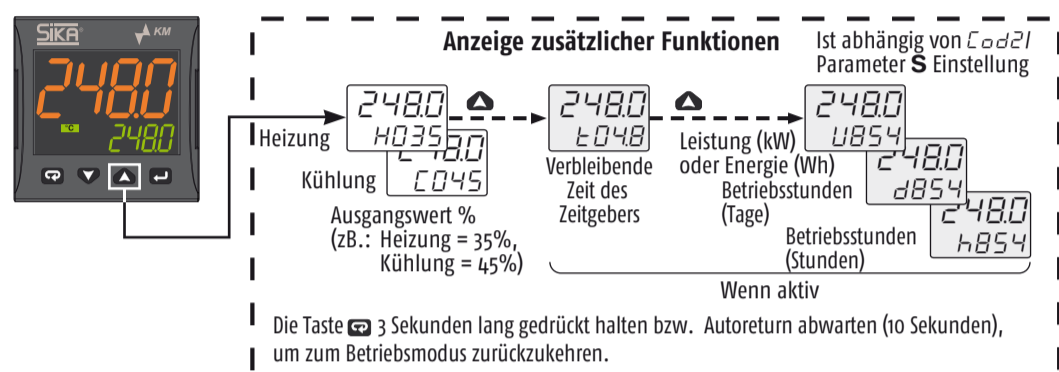 SIKA® KM
248.0
°C
248.0
Anzeige zusätzlicher Funktionen
Ist abhängig von Cod21
Parameter S Einstellung
Heizung
248.0
H035
248.0
Kühlung
C045
Ausgangswert %
(zB.: Heizung = 35%,
Kühlung = 45%)
248.0
t04.8
Verbleibende
Zeit des
Zeitgebers
248.0
U854
Leistung (kW)
oder Energie (Wh)
248.0
d854
Betriebsstunden
(Tage)
248.0
h854
Betriebsstunden
(Stunden)
Wenn aktiv
Die Taste 3 Sekunden lang gedrückt halten bzw. Autoreturn abwarten (10 Sekunden),
um zum Betriebsmodus zurückzukehren.